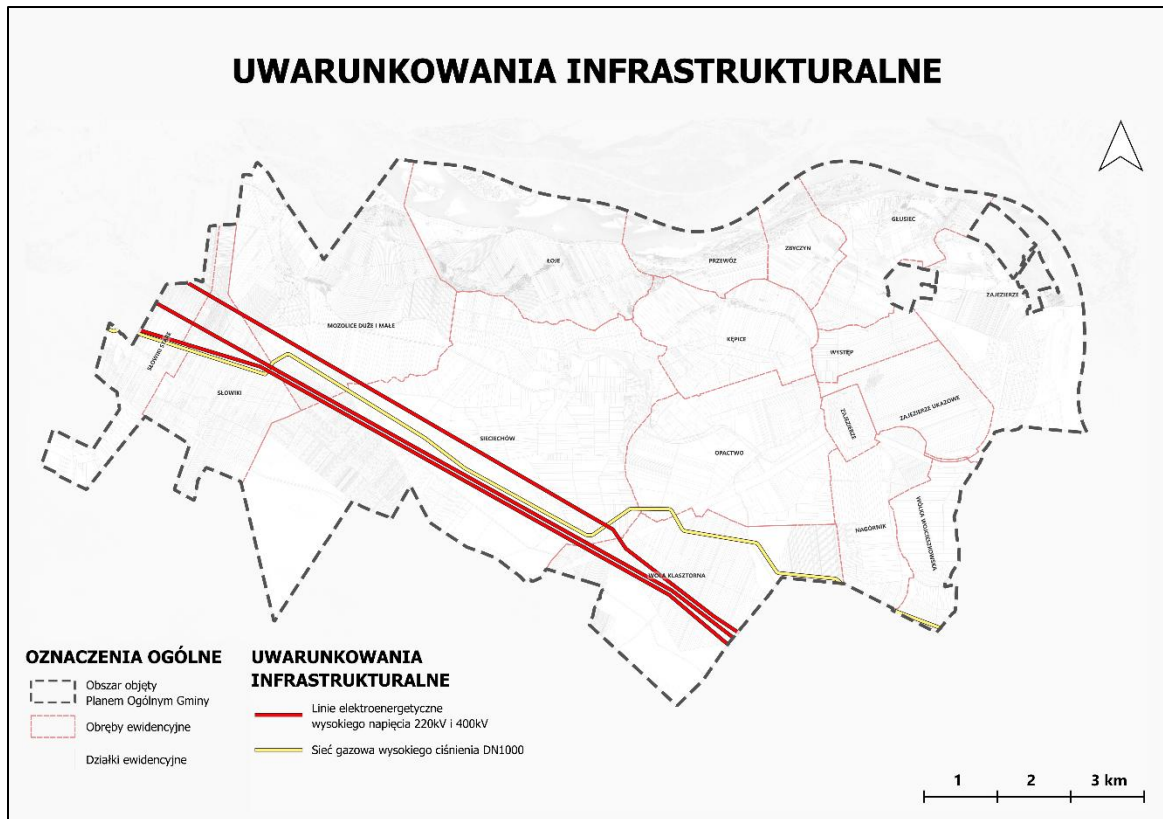 UWARUNKOWANIA INFRASTRUKTURALNE
GŁUSIEC
ZBYCZYN
ŁOJE
PRZEWÓZ
ZAJEZIERZE
MOZOLICE DUŻE I MAŁE
SŁOWIKI STARE
KĘPICE
WYSTĘP
SŁOWIKI
ZAJEZIERZE UKAZOWE
ZAJEZIERZE
SIECIECHÓW
OPACTWO
NAGÓRNIK
WÓLKA WOJCIESZKOWSKA
WOLA KLASZTORNA
OZNACZENIA OGÓLNE
Obszar objęty
Planem Ogólnym Gminy
Obręby ewidencyjne
Działki ewidencyjne
UWARUNKOWANIA
INFRASTRUKTURALNE
Linie elektroenergetyczne
wysokiego napięcia 220kV i 400kV
Sieć gazowa wysokiego ciśnienia DN1000
1 2 3 km